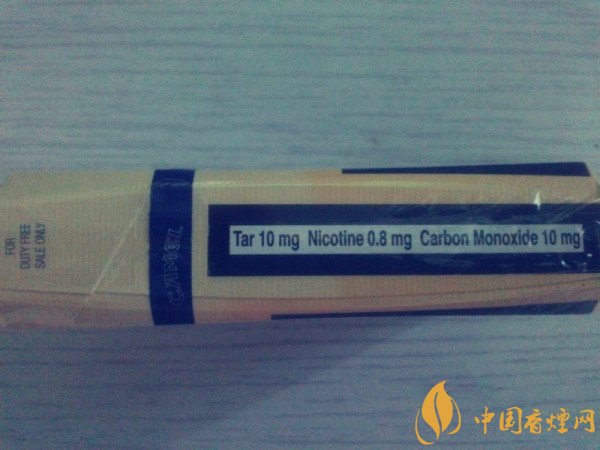 FOR
DUTY FREE
SALE ONLY
CAMEL
Tar 10 mg Nicotine 0.8 mg Carbon Monoxide 10 mg
中国香烟网